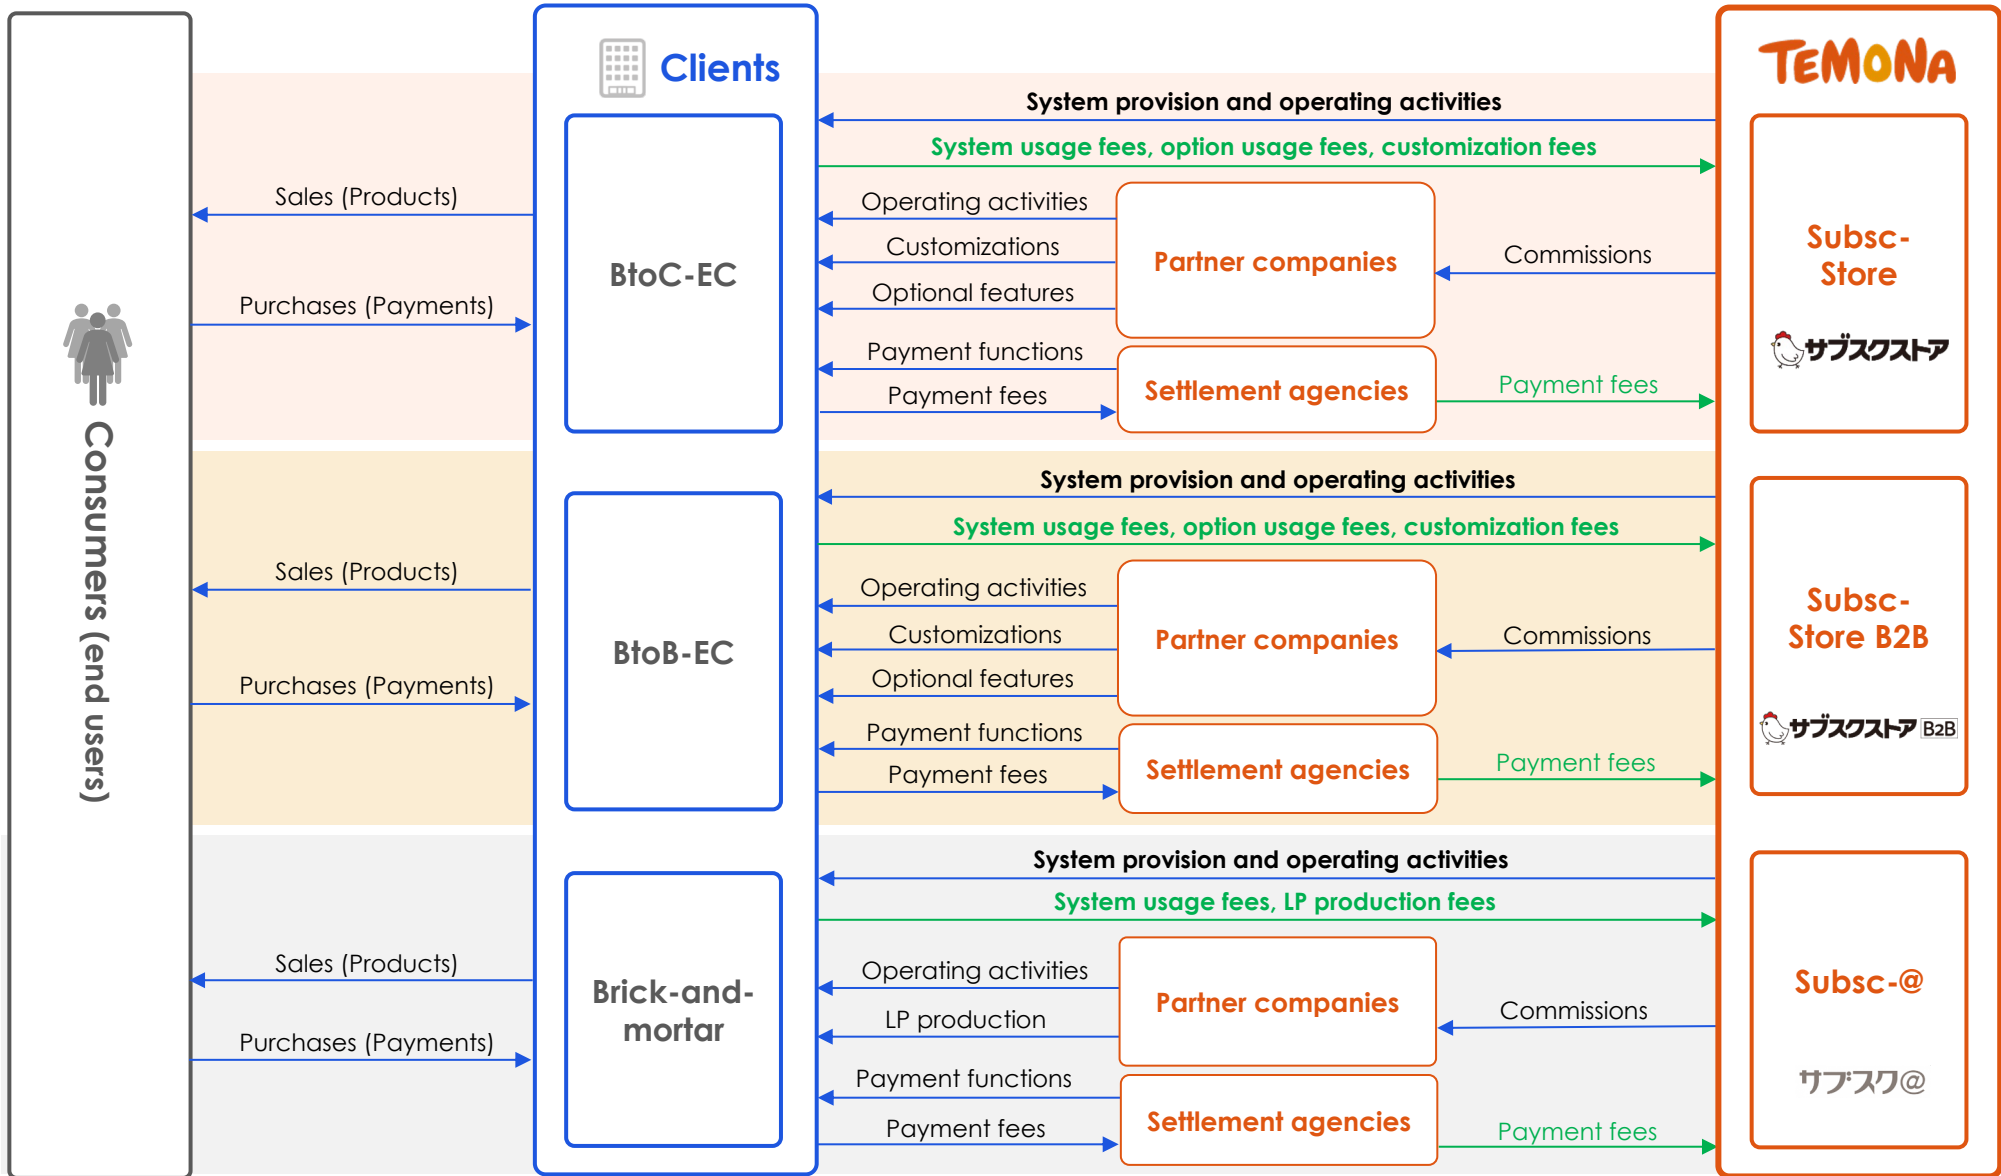 Consumers (end users)
Clients
TEMONA
System provision and operating activities
System usage fees, option usage fees, customization fees
Sales (Products)
Purchases (Payments)
BtoC-EC
Operating activities
Customizations
Optional features
Partner companies
Commissions
Payment functions
Payment fees
Settlement agencies
Payment fees
Subsc-
Store
サブスクストア
System provision and operating activities
System usage fees, option usage fees, customization fees
Sales (Products)
Purchases (Payments)
BtoB-EC
Operating activities
Customizations
Optional features
Partner companies
Commissions
Payment functions
Payment fees
Settlement agencies
Payment fees
Subsc-
Store B2B
サブスクストア B2B
System provision and operating activities
System usage fees, LP production fees
Sales (Products)
Purchases (Payments)
Brick-and-
mortar
Operating activities
LP production
Partner companies
Commissions
Payment functions
Payment fees
Settlement agencies
Payment fees
Subsc-@
サブスク@